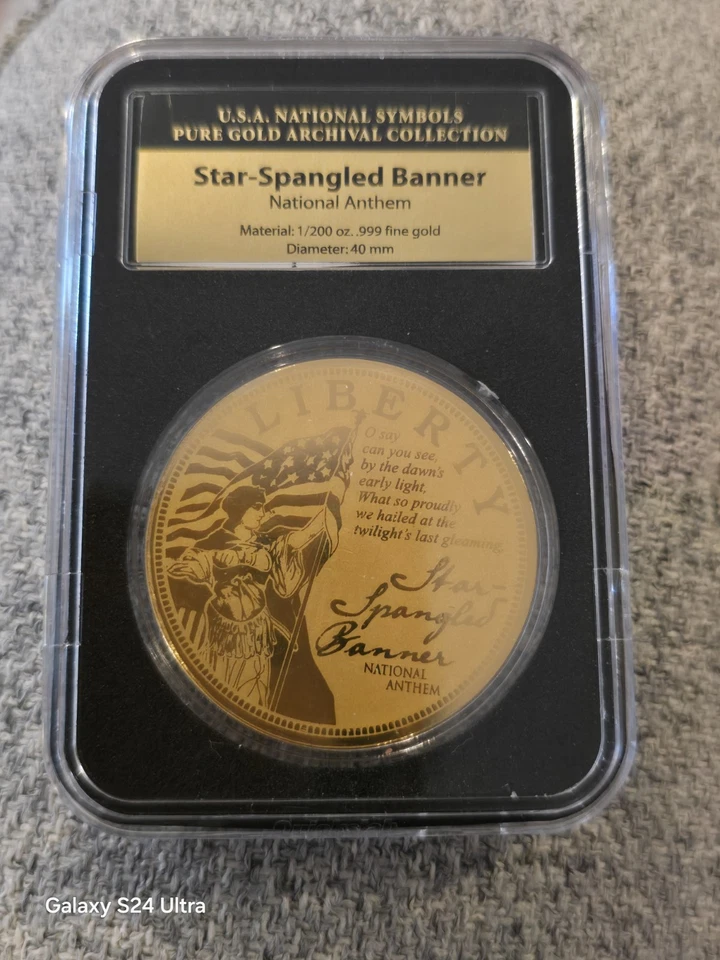 U.S.A. NATIONAL SYMBOLS
PURE GOLD ARCHIVAL COLLECTION
Star-Spangled Banner
National Anthem
Material: 1/200 oz. .999 fine gold
Diameter: 40 mm
LIBERTY
O say
can you see,
by the dawn's
early light,
What so proudly
we hailed at the
twilight's last gleaming,
Star-
Spangled
Banner
NATIONAL
ANTHEM
Galaxy S24 Ultra